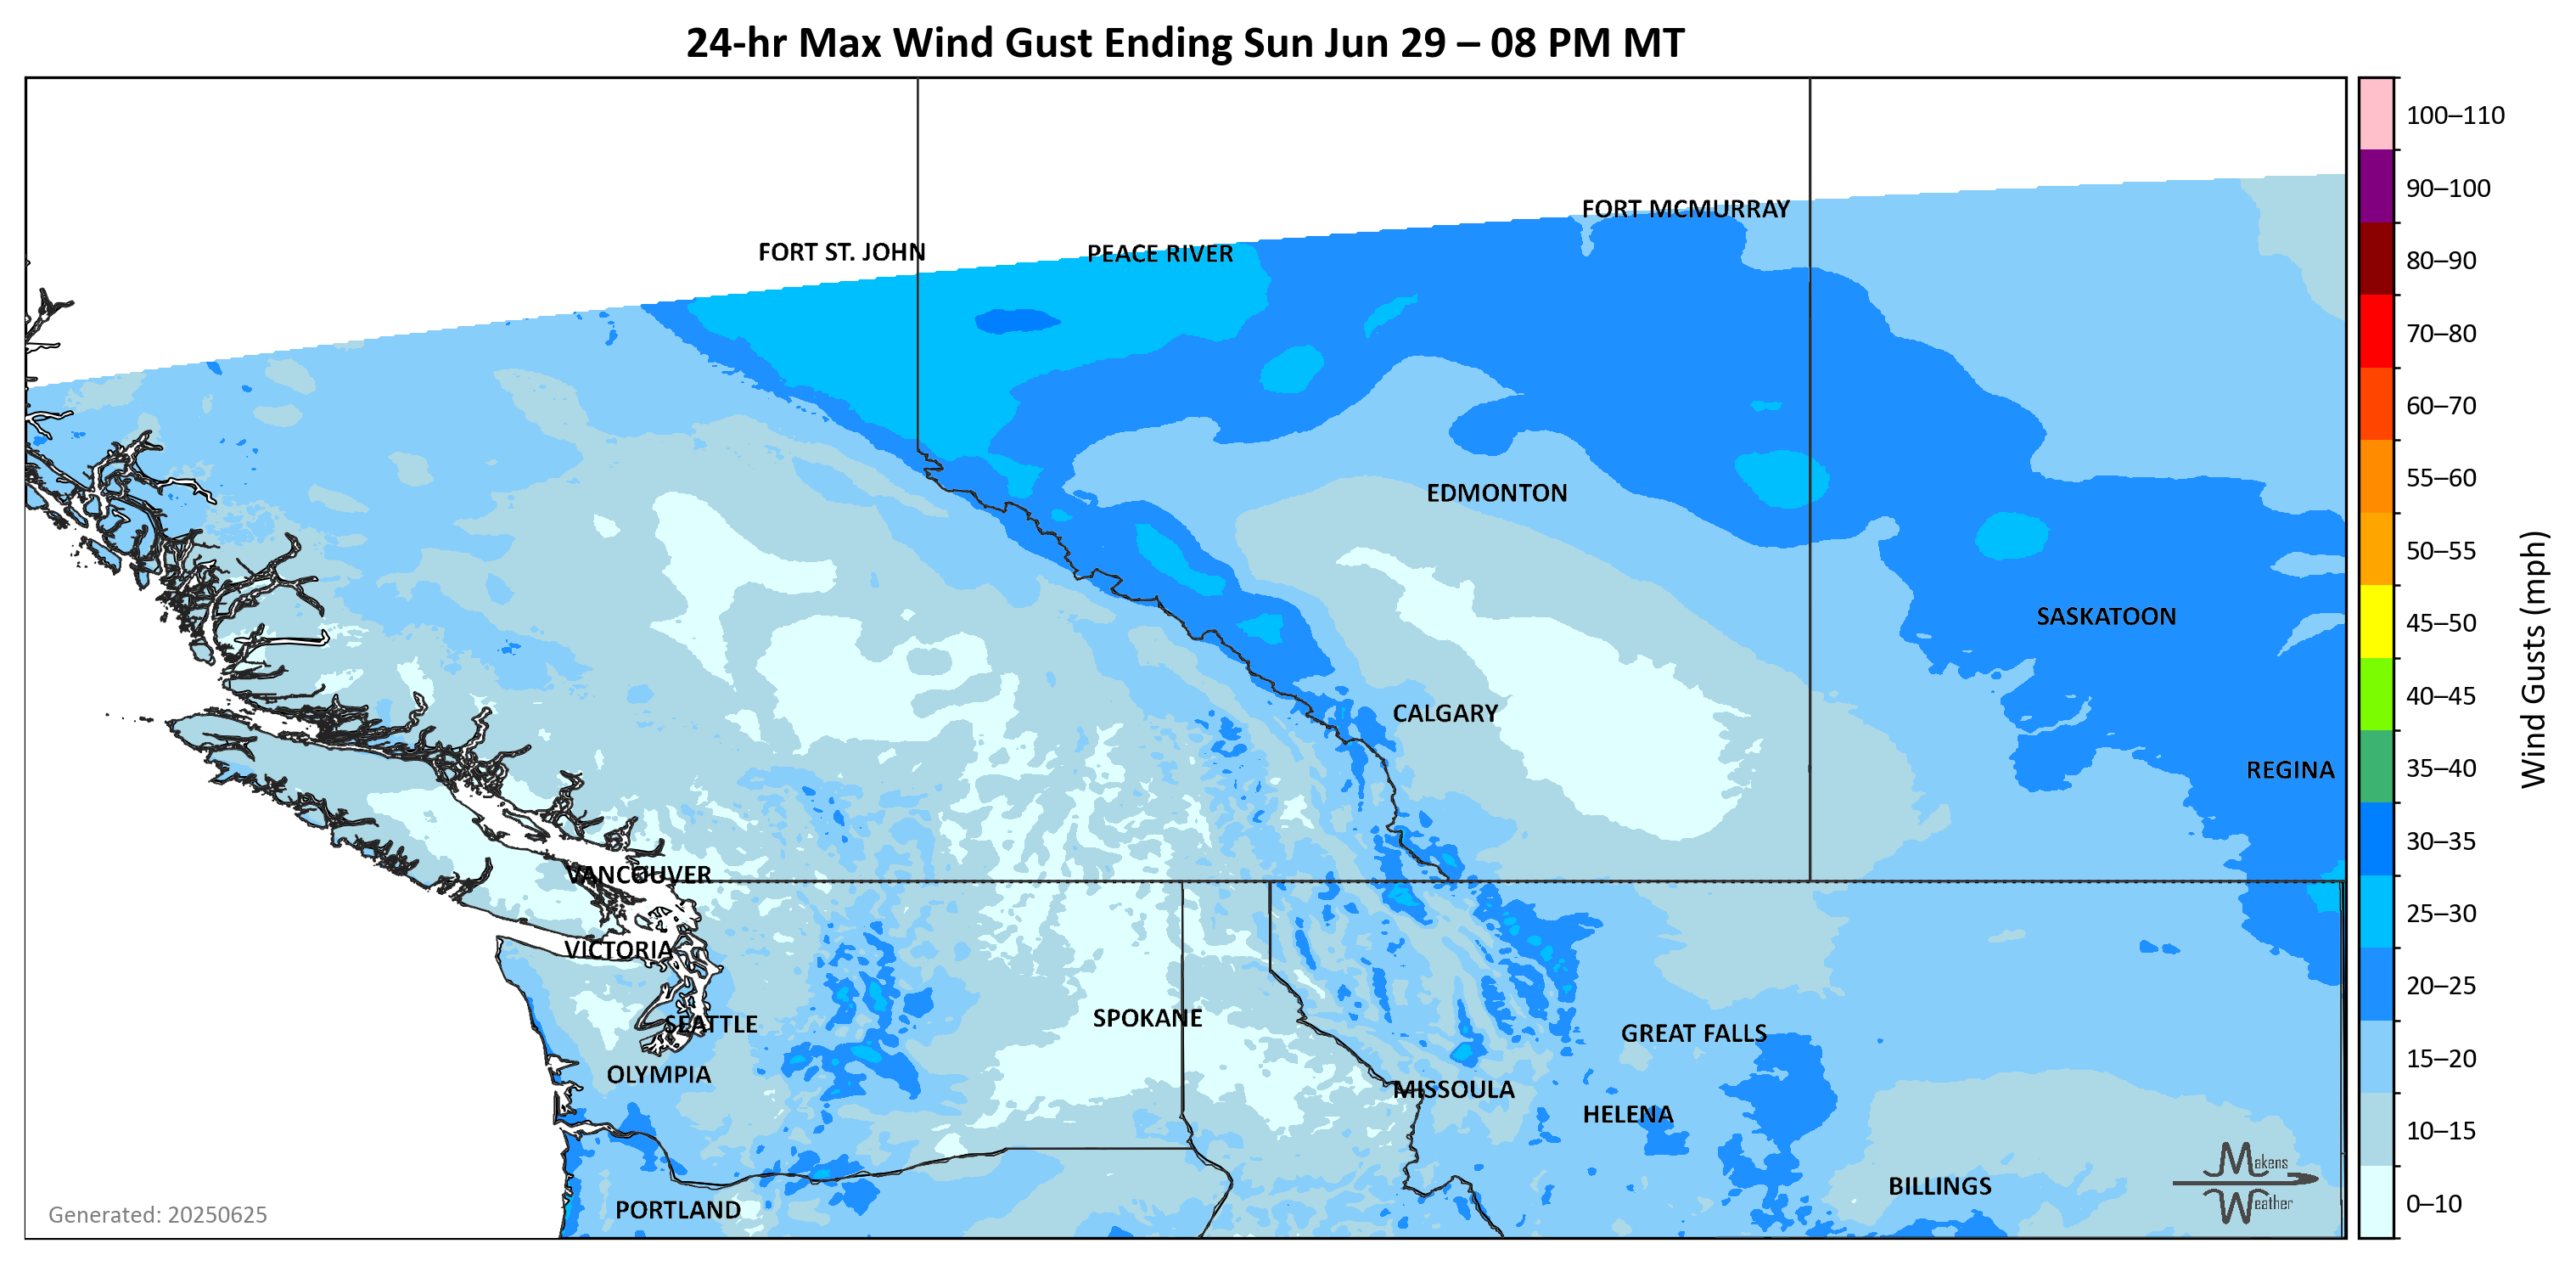 24-hr Max Wind Gust Ending Sun Jun 29 – 08 PM MT
100–110
90–100
80–90
70–80
60–70
55–60
50–55
45–50
40–45
35–40
30–35
25–30
20–25
15–20
10–15
0–10
Wind Gusts (mph)
FORT MCMURRAY
FORT ST. JOHN
PEACE RIVER
EDMONTON
SASKATOON
CALGARY
REGINA
VANCOUVER
VICTORIA
SEATTLE
SPOKANE
GREAT FALLS
OLYMPIA
MISSOULA
HELENA
BILLINGS
PORTLAND
Makens
Weather
Generated: 20250625